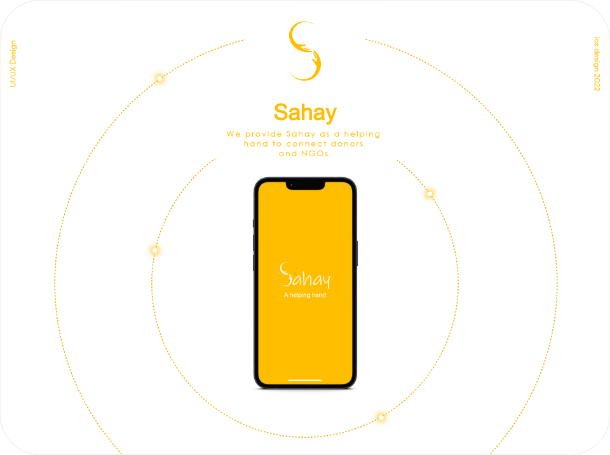 UI/UX Design
ios design 2022
Sahay
We provide Sahay as a helping
hand to connect donors
and NGOs.
Sahay
A helping hand